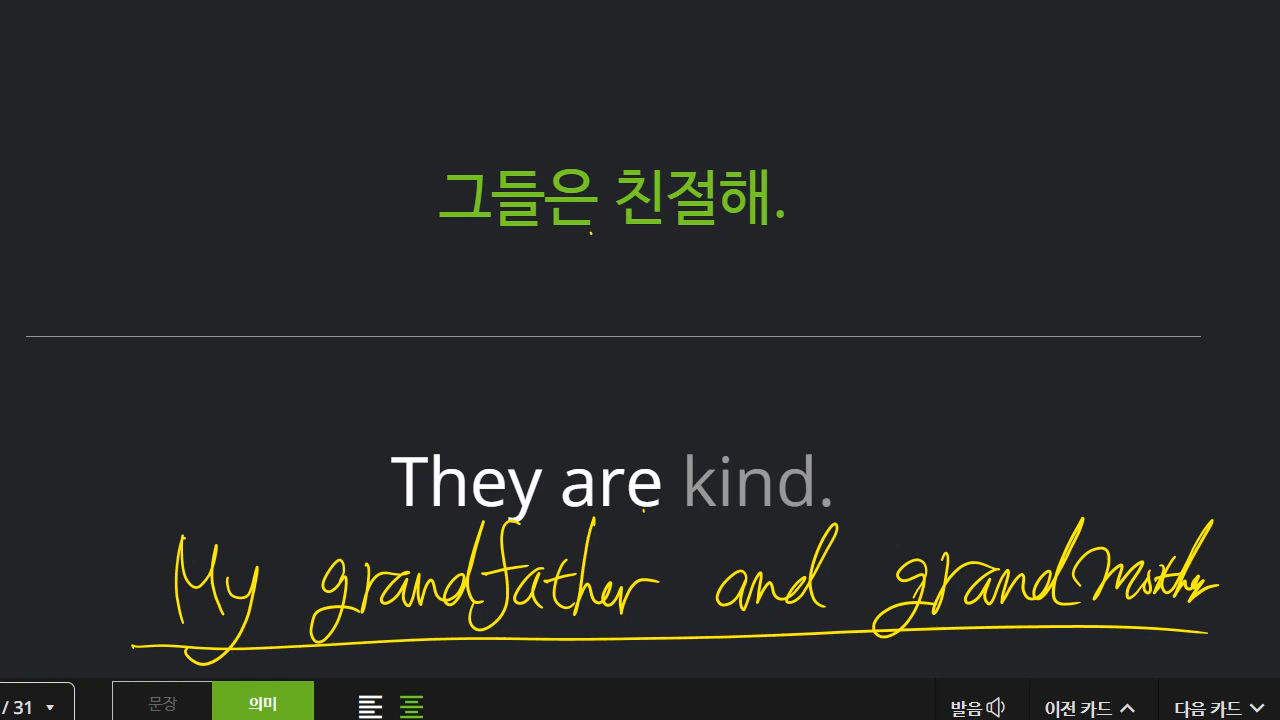 그들은 친절해.
They are kind.
My grandfather and grandmother
/ 31 문장 의미 발음 이전 카드 다음 카드